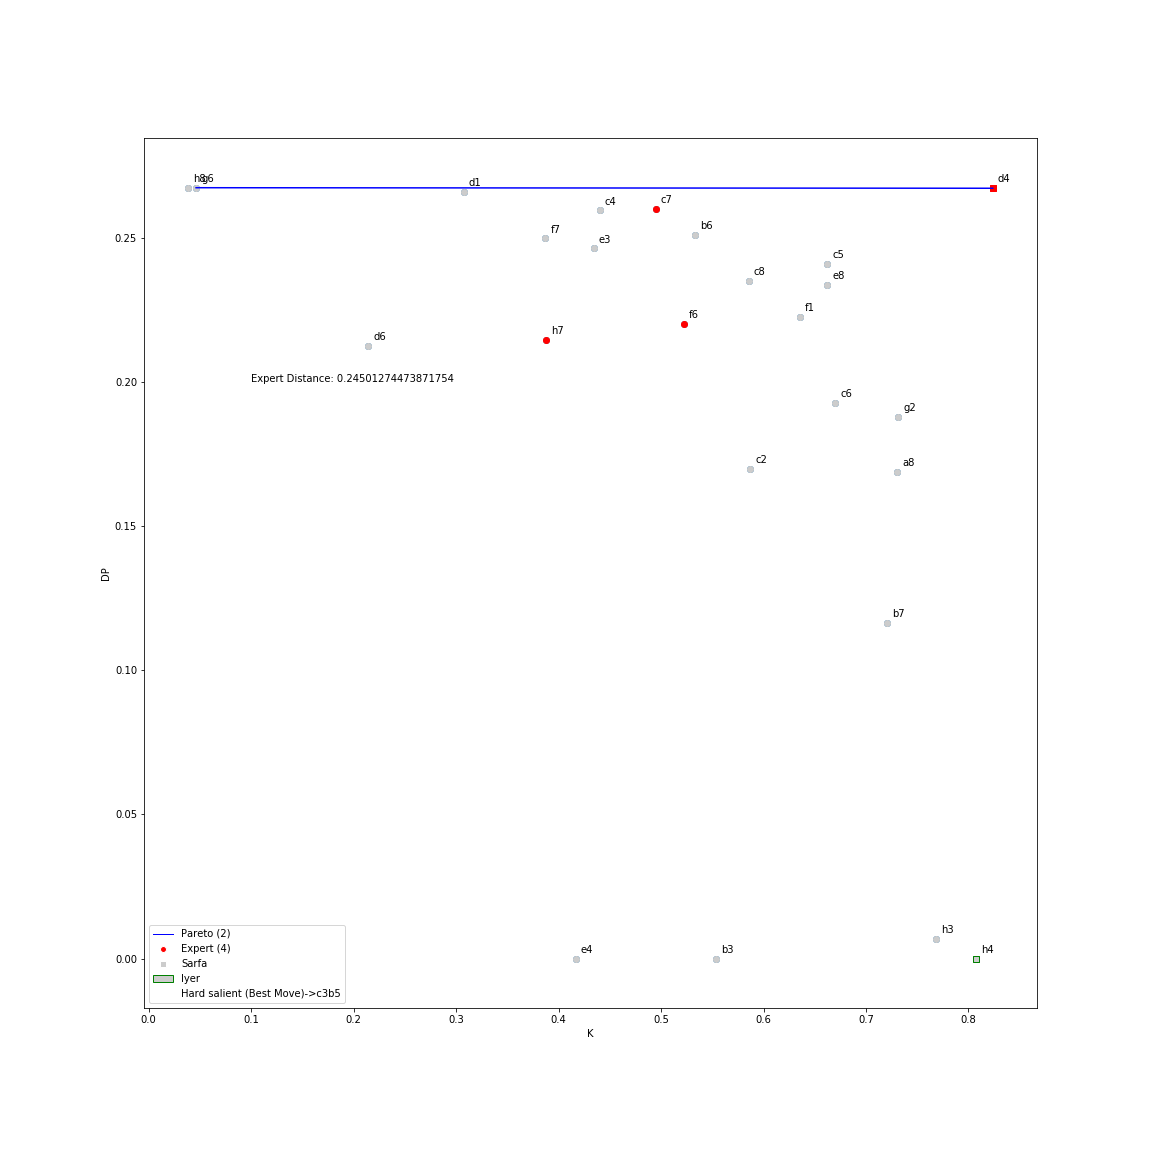 h8 g6
d4
d1
c7
c4
b6
f7
e3
c5
c8
e8
f1
f6
h7
d6
Expert Distance: 0.24501274473871754
c6
g2
c2
a8
b7
h3
e4
b3
h4
0.25
0.20
0.15
0.10
0.05
0.00
DP
Pareto (2)
Expert (4)
Sarfa
Iyer
Hard salient (Best Move)->c3b5
0.0 0.1 0.2 0.3 0.4 0.5 0.6 0.7 0.8
K